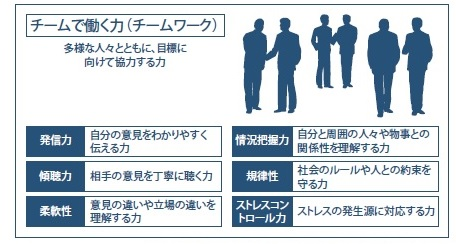 チームで働く力（チームワーク）
多様な人々とともに、目標に
向けて協力する力
発信力
自分の意見をわかりやすく
伝える力
傾聴力
相手の意見を丁寧に聴く力
柔軟性
意見の違いや立場の違いを
理解する力
情況把握力
自分と周囲の人々や物事との
関係性を理解する力
規律性
社会のルールや人との約束を
守る力
ストレスコン
トロール力
ストレスの発生源に対応する力